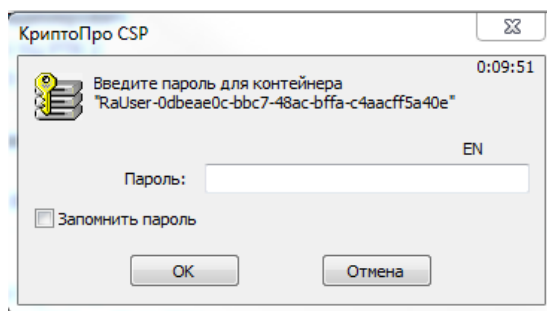 КриптоПро CSP
0:09:51
Введите пароль для контейнера
"RaUser-0dbeae0c-bbc7-48ac-bffa-c4aacff5a40e"
EN
Пароль:
Запомнить пароль
OK
Отмена